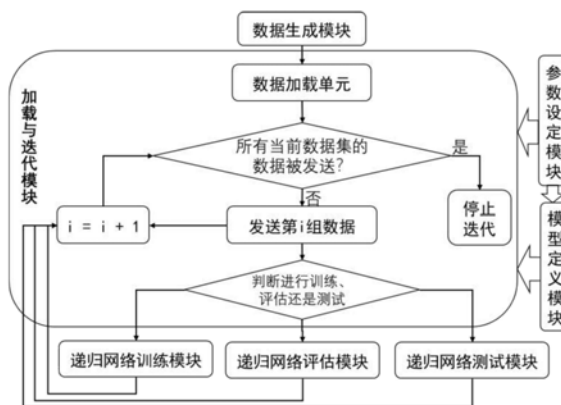 数据生成模块
数据加载单元
加载与迭代模块
参数设定模块
所有当前数据集的
数据被发送?
是
否
停止
迭代
i = i + 1
发送第i组数据
模型定义模块
判断进行训练、
评估还是测试
递归网络训练模块
递归网络评估模块
递归网络测试模块